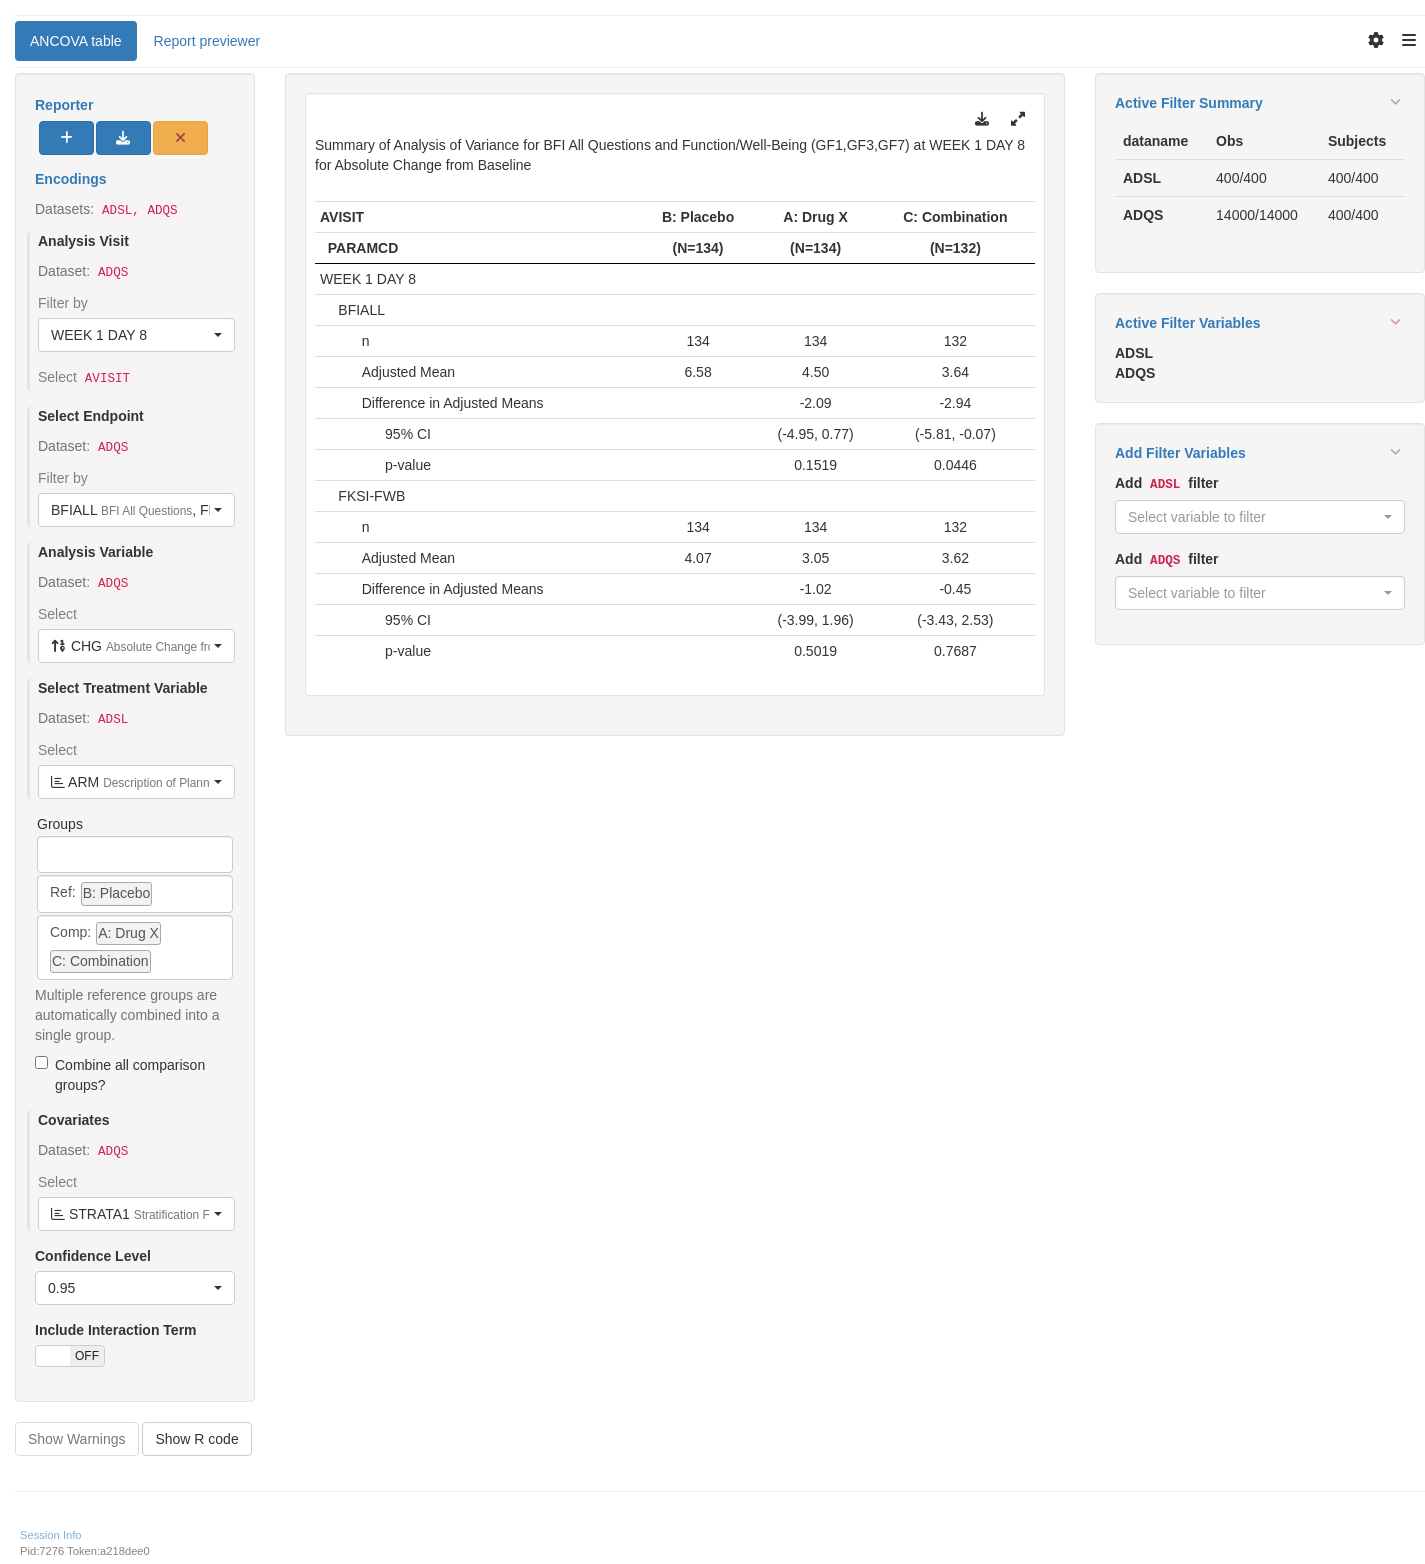 ANCOVA table
Report previewer
Reporter
Encodings
Datasets: ADSL, ADQS
Analysis Visit
Dataset: ADQS
Filter by
WEEK 1 DAY 8
Select AVISIT
Select Endpoint
Dataset: ADQS
Filter by
BFIALL BFI All Questions, F
Analysis Variable
Dataset: ADQS
Select
CHG Absolute Change fro
Select Treatment Variable
Dataset: ADSL
Select
ARM Description of Plann
Groups
Ref: B: Placebo
Comp: A: Drug X
C: Combination
Multiple reference groups are
automatically combined into a
single group.
Combine all comparison
groups?
Covariates
Dataset: ADQS
Select
STRATA1 Stratification F
Confidence Level
0.95
Include Interaction Term
OFF
Show Warnings
Show R code
Summary of Analysis of Variance for BFI All Questions and Function/Well-Being (GF1,GF3,GF7) at WEEK 1 DAY 8
for Absolute Change from Baseline
AVISIT B: Placebo A: Drug X C: Combination
PARAMCD (N=134) (N=134) (N=132)
WEEK 1 DAY 8
BFIALL
n 134 134 132
Adjusted Mean 6.58 4.50 3.64
Difference in Adjusted Means -2.09 -2.94
95% CI (-4.95, 0.77) (-5.81, -0.07)
p-value 0.1519 0.0446
FKSI-FWB
n 134 134 132
Adjusted Mean 4.07 3.05 3.62
Difference in Adjusted Means -1.02 -0.45
95% CI (-3.99, 1.96) (-3.43, 2.53)
p-value 0.5019 0.7687
Active Filter Summary
dataname Obs Subjects
ADSL 400/400 400/400
ADQS 14000/14000 400/400
Active Filter Variables
ADSL
ADQS
Add Filter Variables
Add ADSL filter
Select variable to filter
Add ADQS filter
Select variable to filter
Session Info
Pid:7276 Token:a218dee0